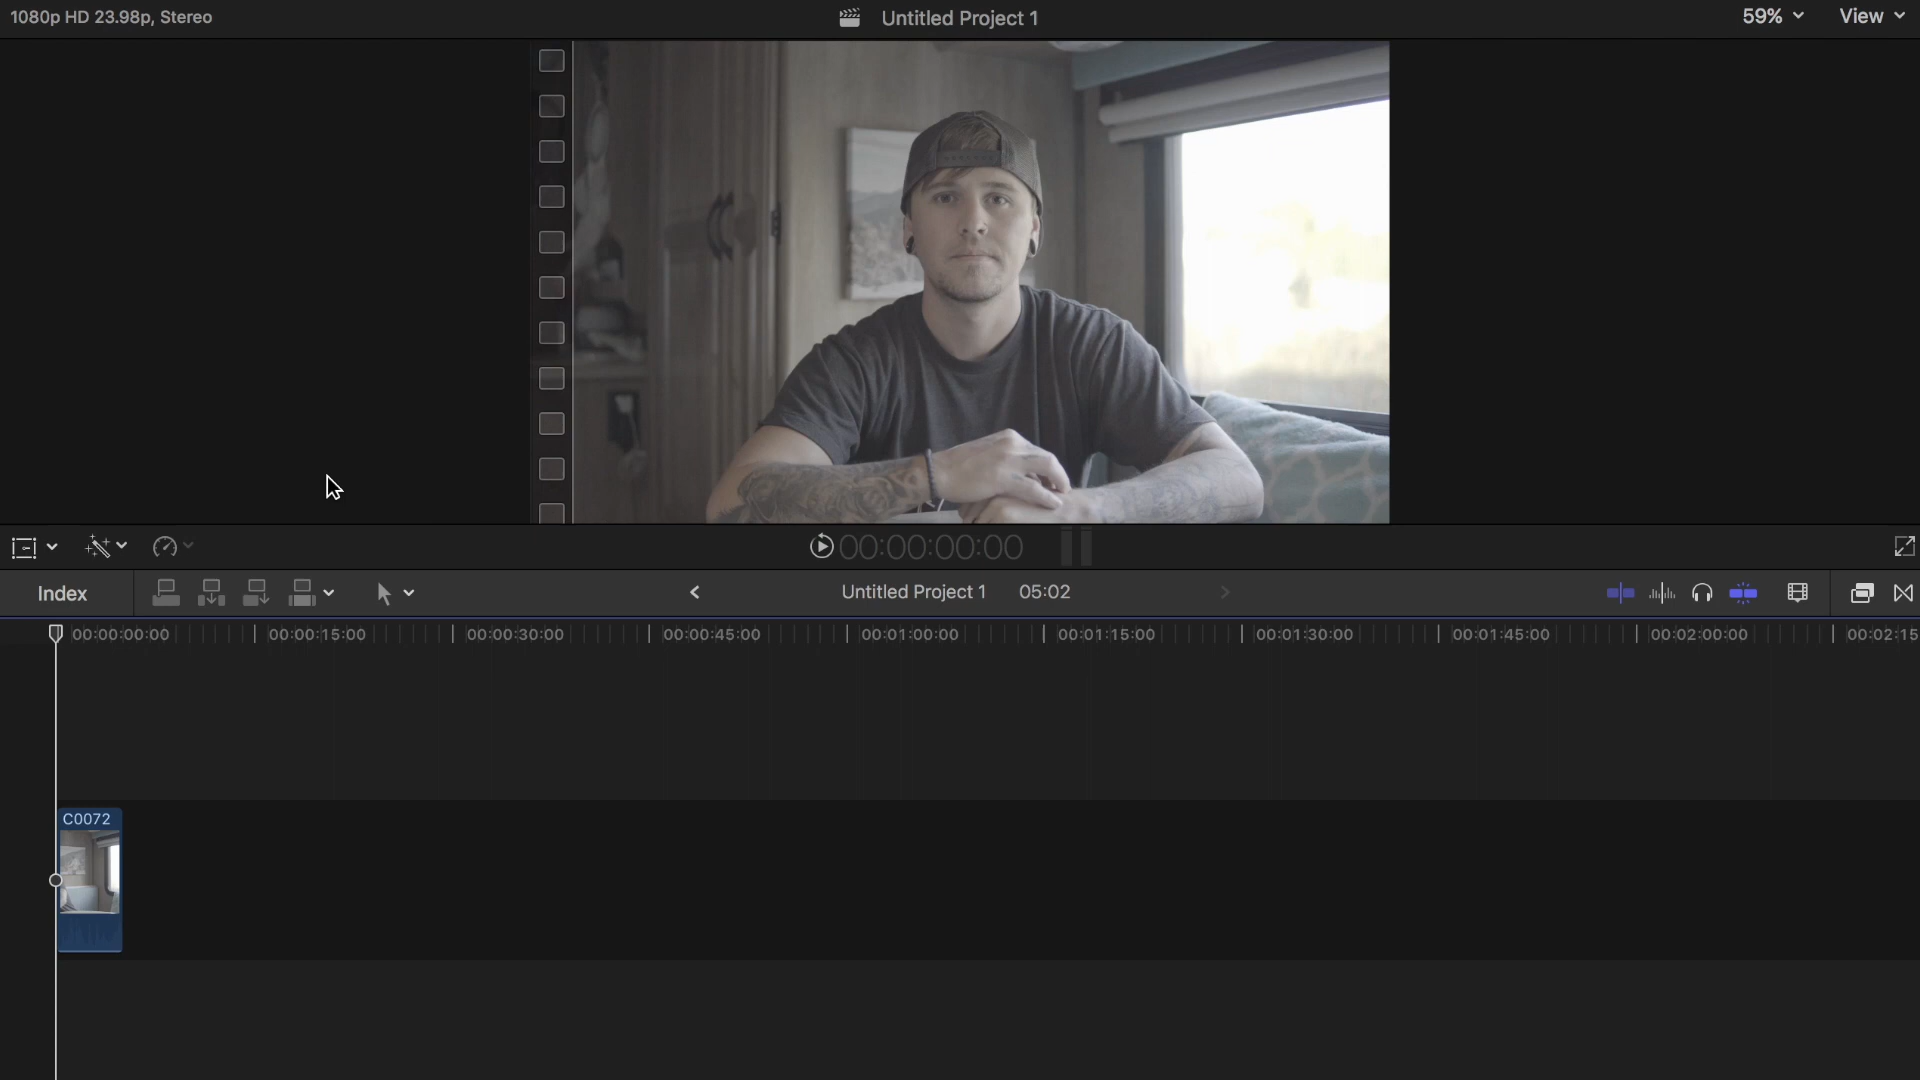 1080p HD 23.98p, Stereo
Untitled Project 1
59%
View
00:00:00:00
Index
Untitled Project 1
05:02
00:00:00:00
00:00:15:00
00:00:30:00
00:00:45:00
00:01:00:00
00:01:15:00
00:01:30:00
00:01:45:00
00:02:00:00
00:02:15
C0072